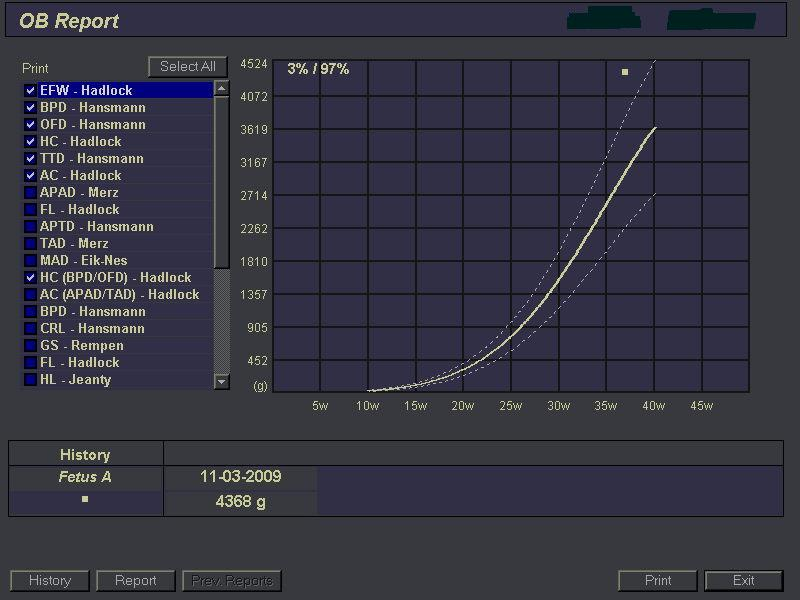 OB Report
Print
Select All
EFW - Hadlock
BPD - Hansmann
OFD - Hansmann
HC - Hadlock
TTD - Hansmann
AC - Hadlock
APAD - Merz
FL - Hadlock
APTD - Hansmann
TAD - Merz
MAD - Eik-Nes
HC (BPD/OFD) - Hadlock
AC (APAD/TAD) - Hadlock
BPD - Hansmann
CRL - Hansmann
GS - Rempen
FL - Hadlock
HL - Jeanty
3% / 97%
4524
4072
3619
3167
2714
2262
1810
1357
905
452
(g)
5w 10w 15w 20w 25w 30w 35w 40w 45w
History
Fetus A 11-03-2009
4368 g
History Report Prev. Reports Print Exit